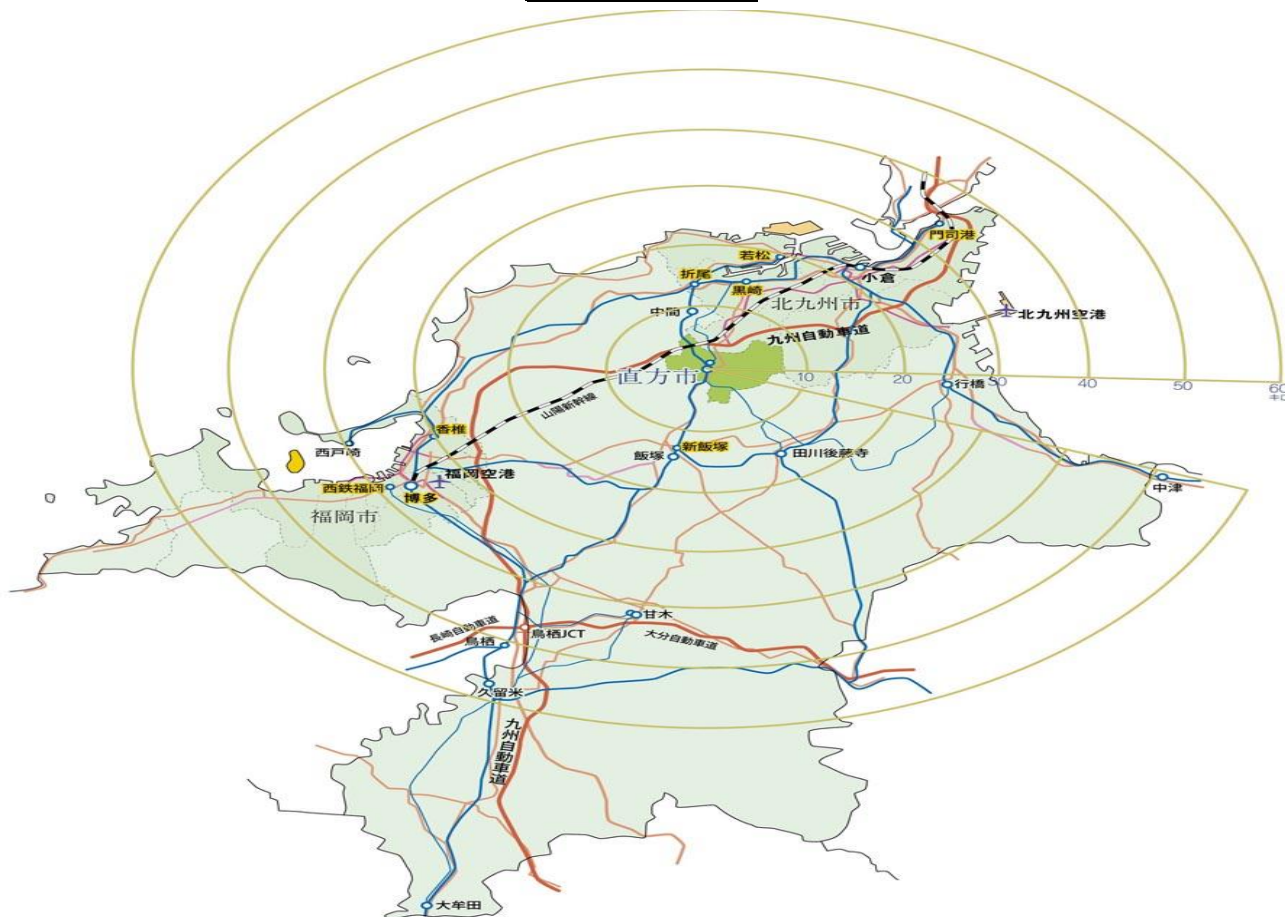 門司港
若松
折尾
小倉
黒崎
中間
北九州市
北九州空港
九州自動車道
直方市
10
20
30
40
50
60
行橋
山陽新幹線
香椎
西戸崎
新飯塚
飯塚
田川後藤寺
福岡空港
西鉄福岡
博多
中津
福岡市
甘木
長崎自動車道
鳥栖JCT
大分自動車道
鳥栖
久留米
九州自動車道
大牟田